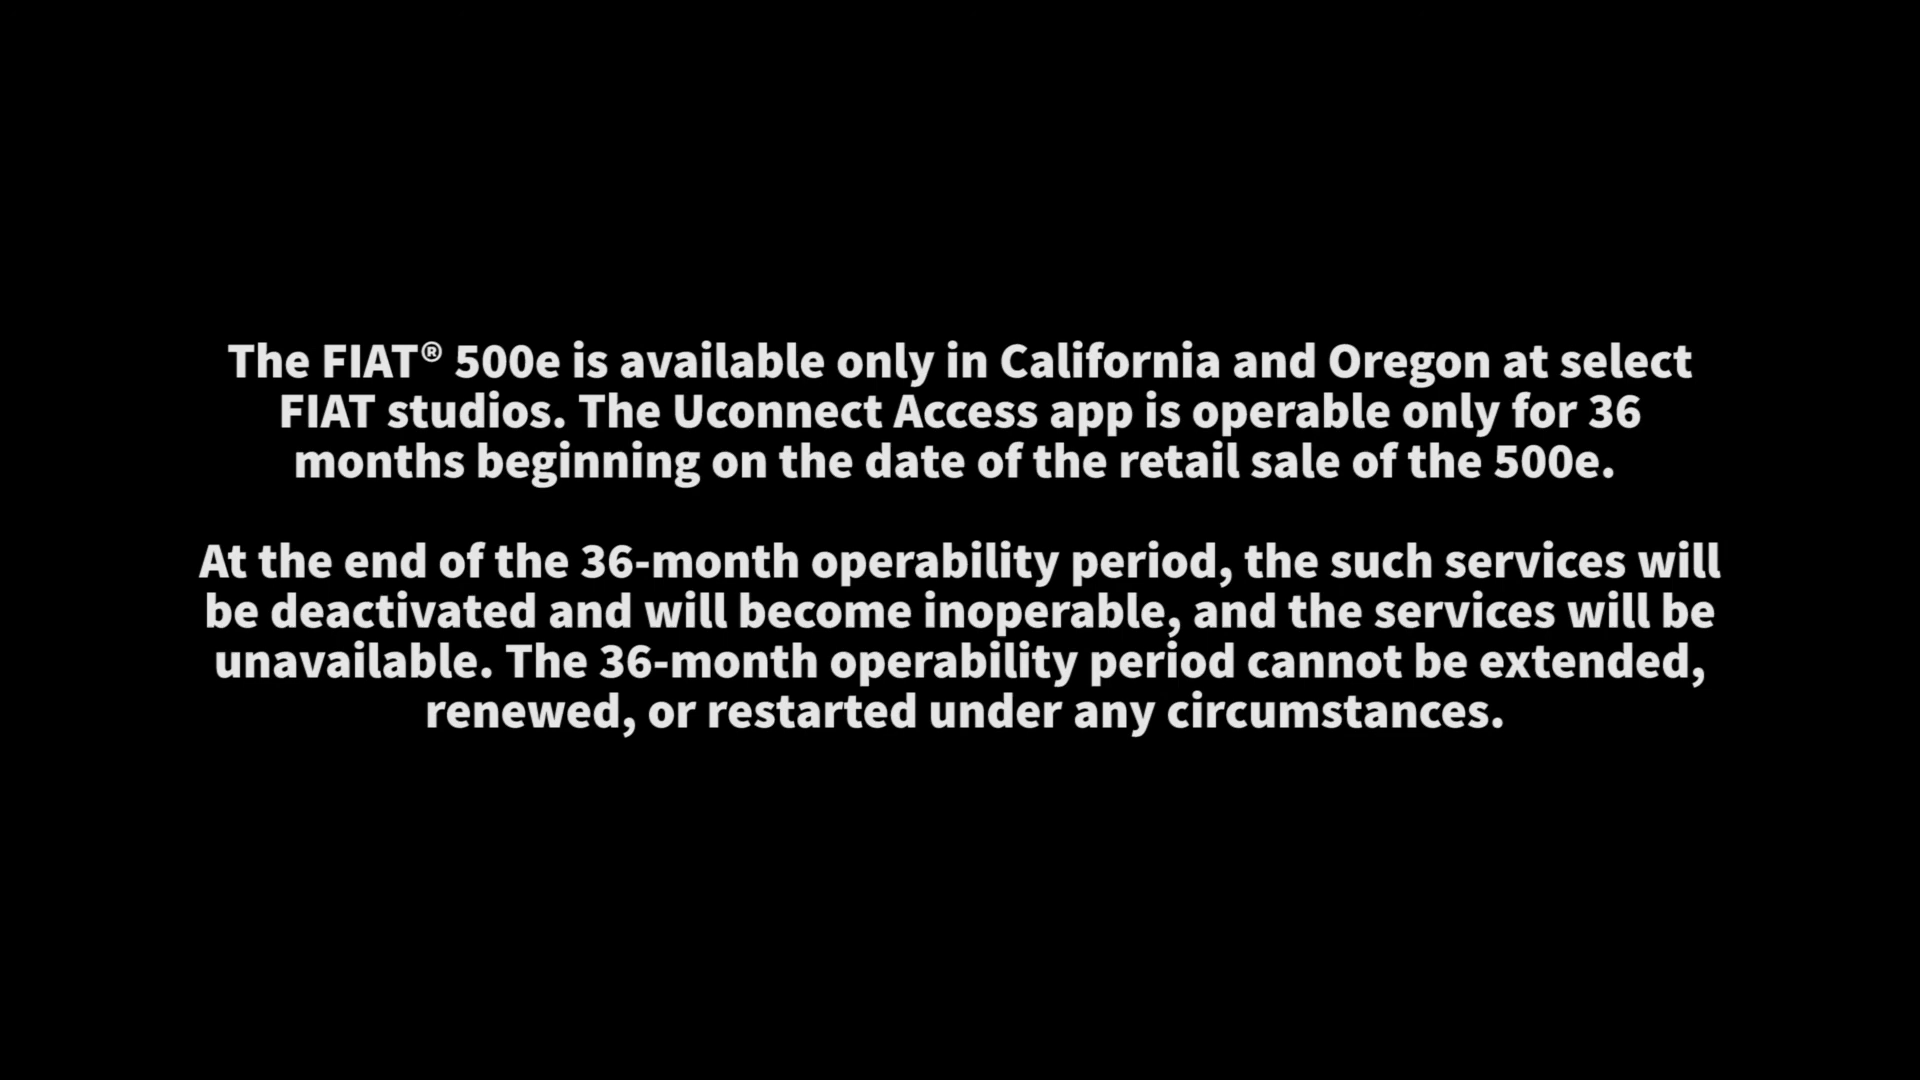 The FIAT® 500e is available only in California and Oregon at select
FIAT studios. The Uconnect Access app is operable only for 36
months beginning on the date of the retail sale of the 500e.
At the end of the 36-month operability period, the such services will
be deactivated and will become inoperable, and the services will be
unavailable. The 36-month operability period cannot be extended,
renewed, or restarted under any circumstances.